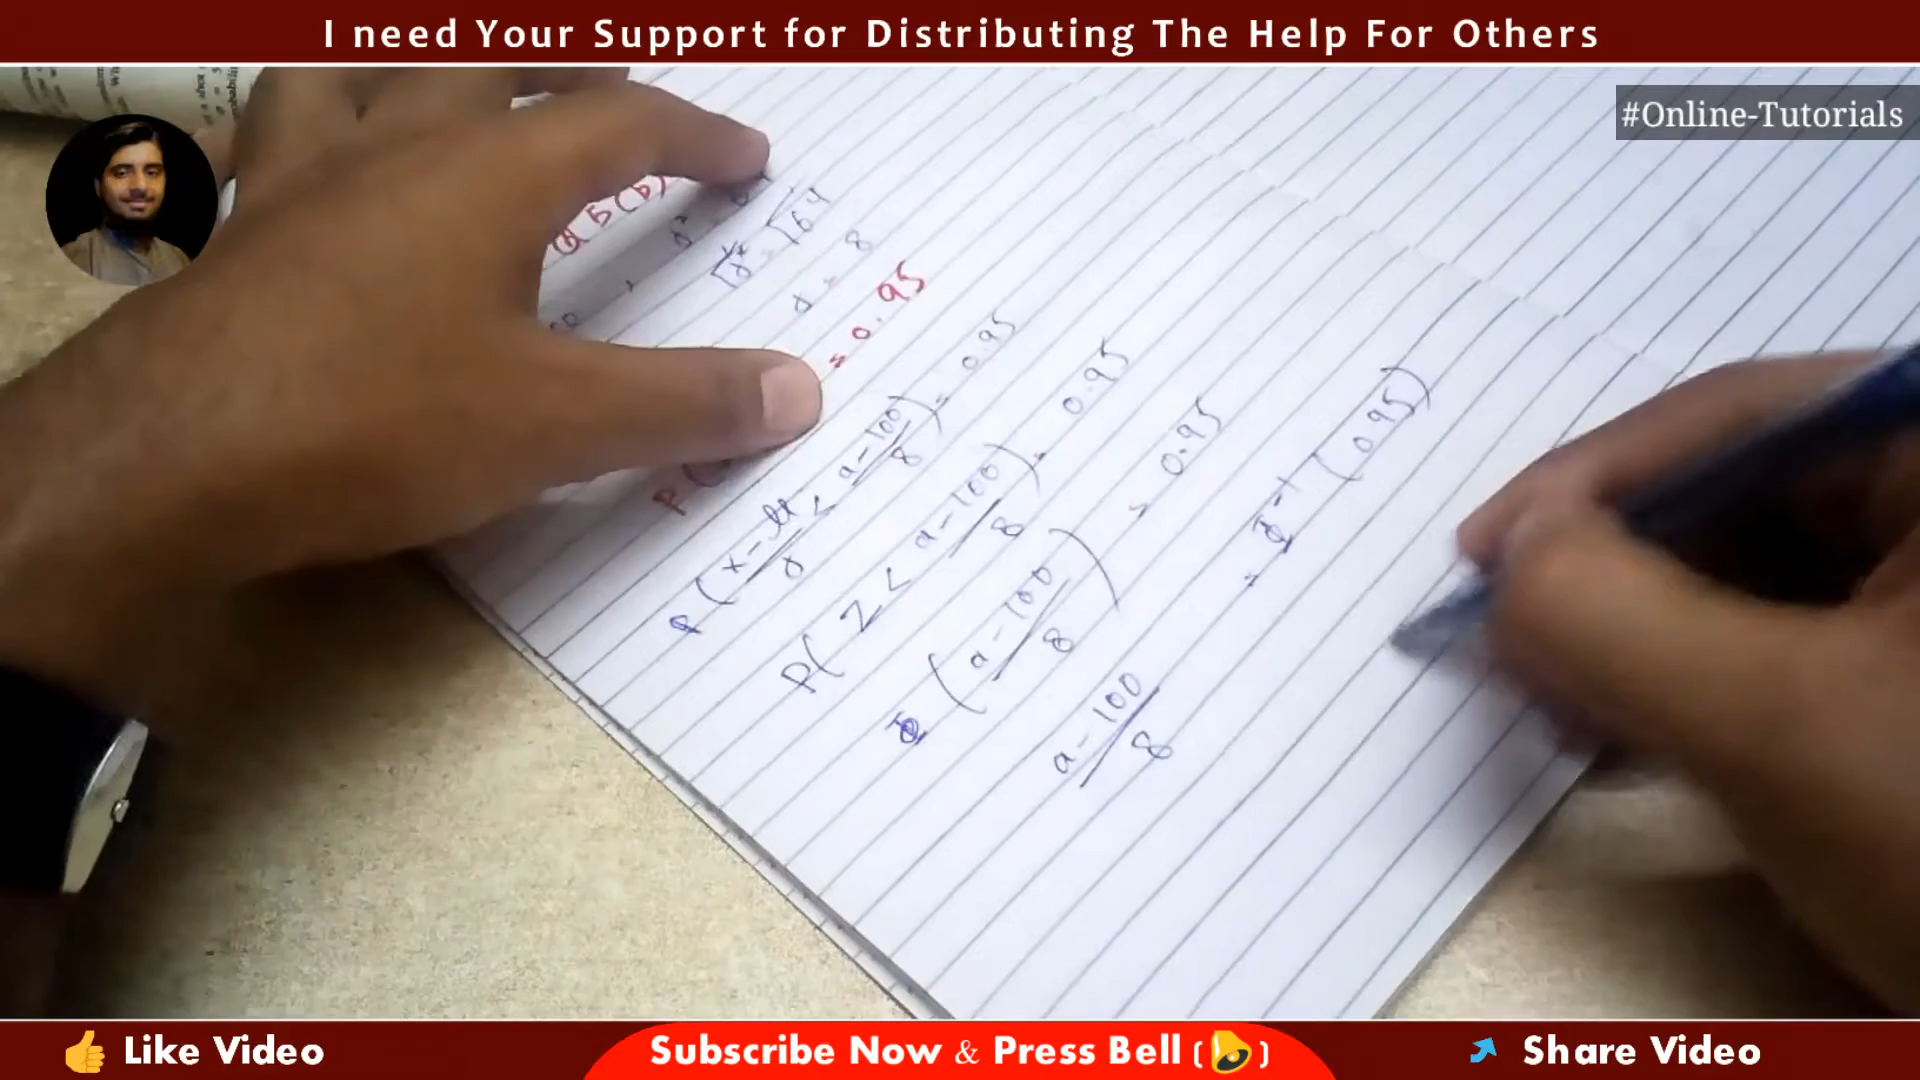 I need Your Support for Distributing The Help For Others
#Online-Tutorials
5(b)
√σ² = √64
σ = 8
P( = 0.95
P(x-μ/σ < a-100/8) = 0.95
P(Z < a-100/8) = 0.95
Φ(a-100/8) = 0.95
a-100/8 = Φ⁻¹(0.95)
Like Video
Subscribe Now & Press Bell ( )
Share Video